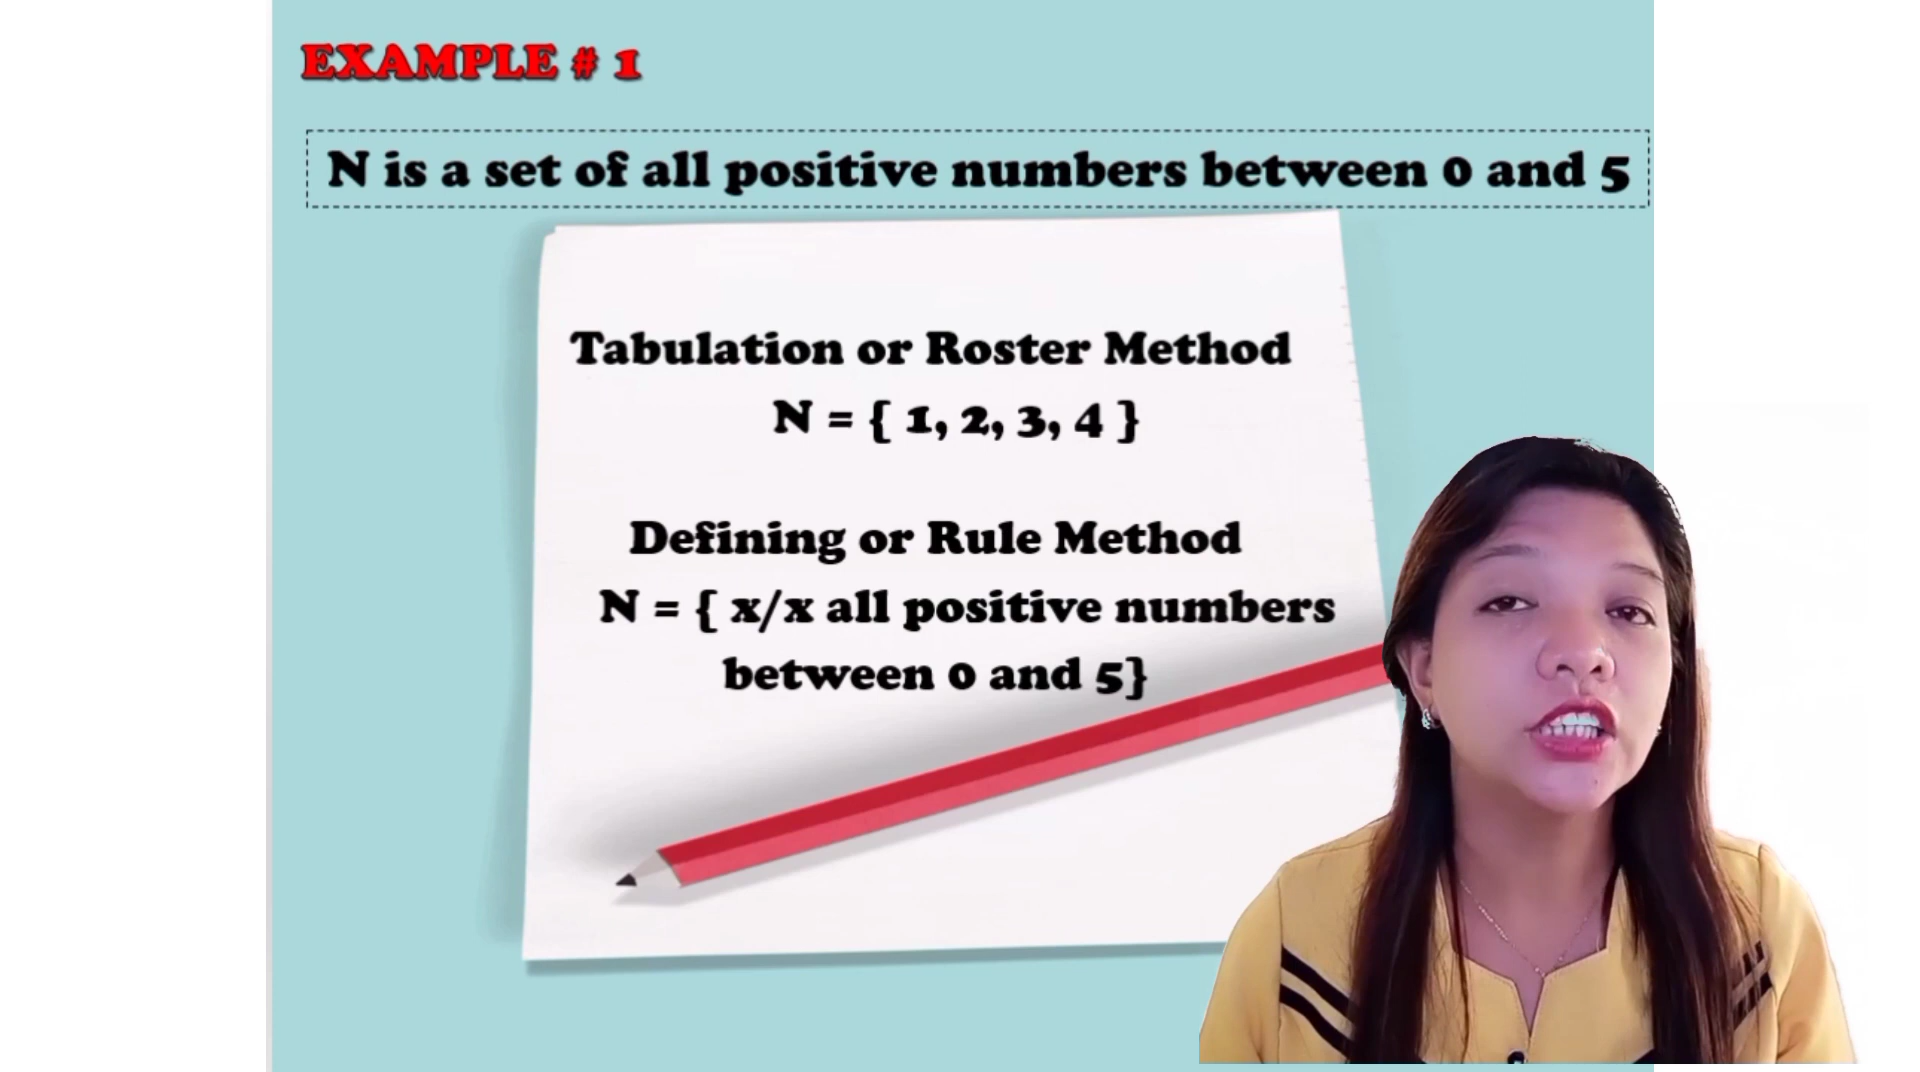 EXAMPLE # 1
N is a set of all positive numbers between 0 and 5
Tabulation or Roster Method
N = { 1, 2, 3, 4 }
Defining or Rule Method
N = { x/x all positive numbers
between 0 and 5}